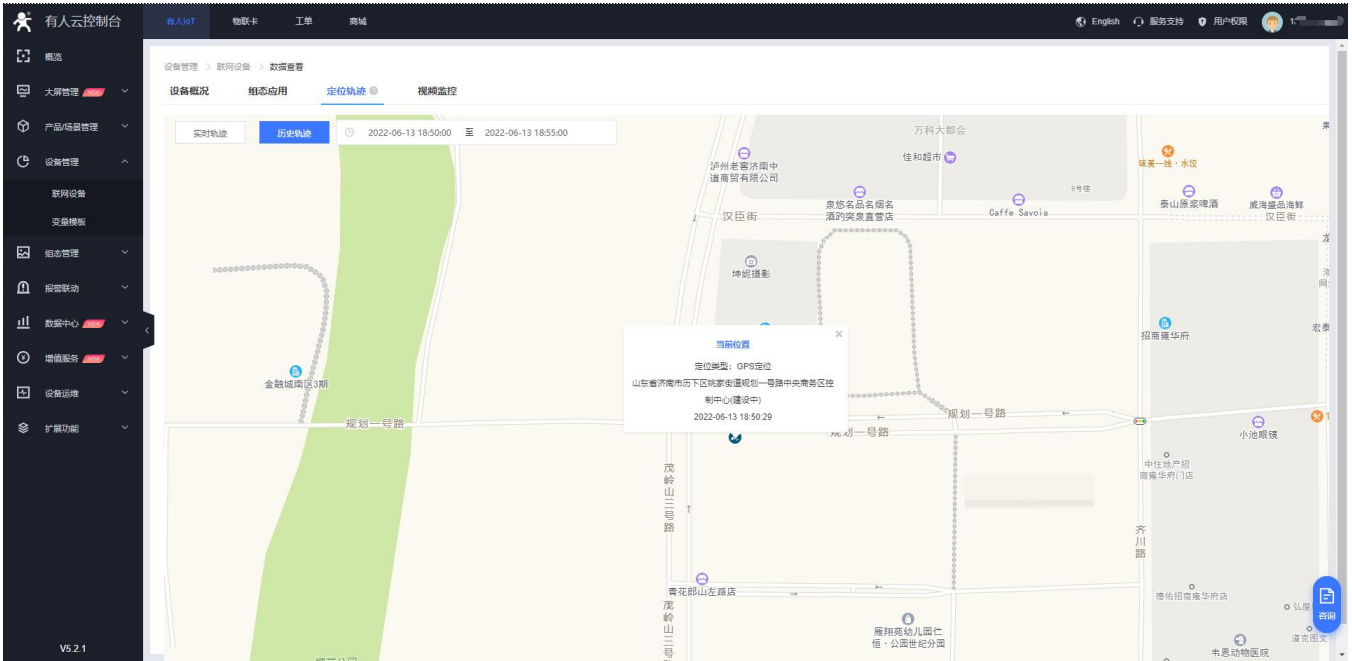 有人云控制台
有人IoT 物联卡 工单 商城
English 服务支持 用户权限
概览
大屏管理 NEW
产品/场景管理
设备管理
联网设备
变量模板
组态管理
报警联动
数据中心 NEW
增值服务 NEW
设备运维
扩展功能
V5.2.1
设备管理 > 联网设备 > 数据查看
设备概况 组态应用 定位轨迹 视频监控
实时轨迹 历史轨迹 2022-06-13 18:50:00 至 2022-06-13 18:55:00
万科大都会
佳和超市
泸州老窖济南中
道商贸有限公司
味美一线·水饺
泉悠名品名烟名
酒趵突泉直营店
Caffe Savoia
6号楼
泰山原浆啤酒
威海盛品海鲜
汉臣街
汉臣街
坤妮摄影
招商雍华府
金融城南区3期
当前位置
定位类型：GPS定位
山东省济南市历下区姚家街道规划一号路中央商务区控
制中心(建设中)
2022-06-13 18:50:29
规划一号路
规划一号路
规划一号路
小池眼镜
中住地产招
商雍华府门店
茂岭山三号路
齐川路
青花郎山左路店
德佑招商雍华府店
雁翔苑幼儿园仁
恒·公园世纪分园
茂岭山三号
韦恩动物医院
道克图文
咨询